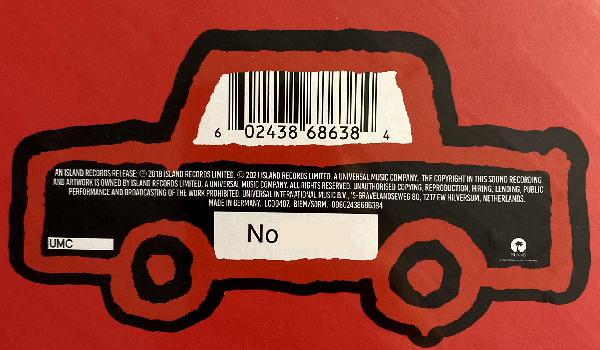 6 02438 68638 4
AN ISLAND RECORDS RELEASE; ℗ 2018 ISLAND RECORDS LIMITED. © 2021 ISLAND RECORDS LIMITED, A UNIVERSAL MUSIC COMPANY. THE COPYRIGHT IN THIS SOUND RECORDING
AND ARTWORK IS OWNED BY ISLAND RECORDS LIMITED. A UNIVERSAL MUSIC COMPANY. ALL RIGHTS RESERVED. UNAUTHORISED COPYING, REPRODUCTION, HIRING, LENDING, PUBLIC
PERFORMANCE AND BROADCASTING OF THE WORK PROHIBITED. UNIVERSAL INTERNATIONAL MUSIC B.V., 'S-GRAVELANDSEWEG 80, 1217 EW HILVERSUM, NETHERLANDS.
MADE IN GERMANY. LC00407. BIEM/SDRM. 00602438686384
No
UMC
ISLAND